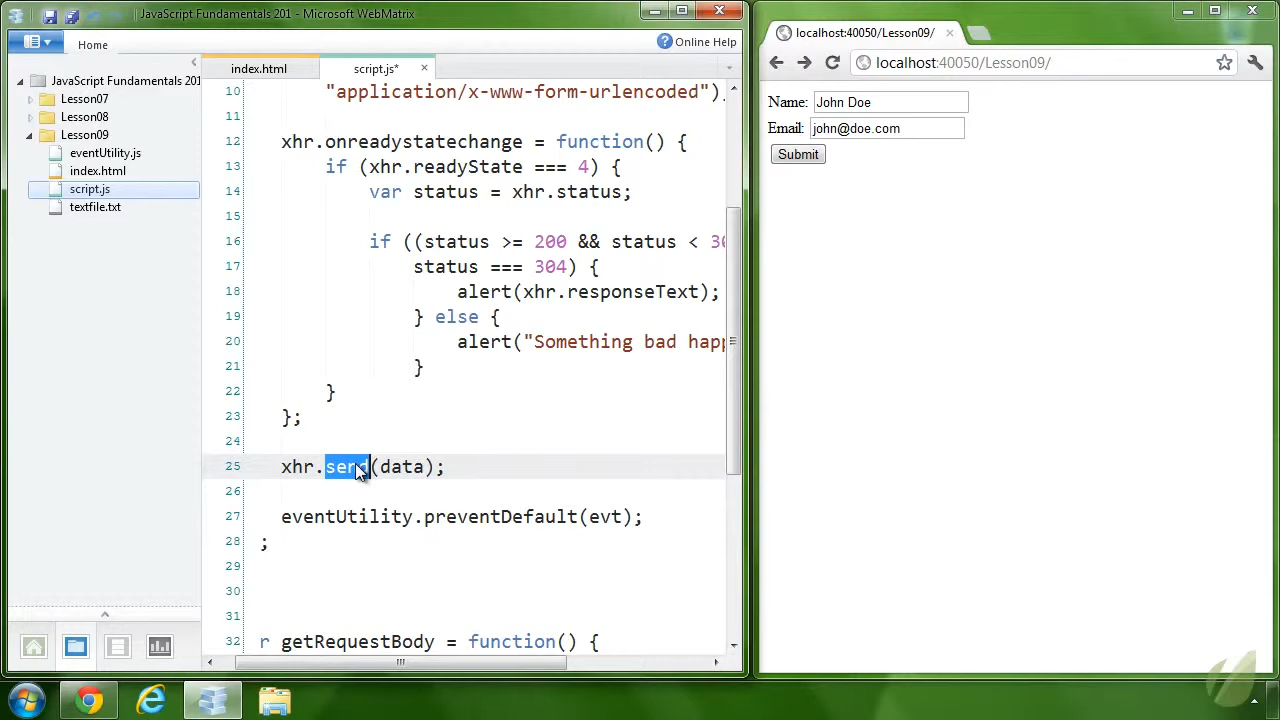 JavaScript Fundamentals 201 - Microsoft WebMatrix
Home
Online Help
JavaScript Fundamentals 201
Lesson07
Lesson08
Lesson09
eventUtility.js
index.html
script.js
textfile.txt
index.html
script.js*
10 "application/x-www-form-urlencoded")
11
12 xhr.onreadystatechange = function() {
13 if (xhr.readyState === 4) {
14 var status = xhr.status;
15
16 if ((status >= 200 && status < 30
17 status === 304) {
18 alert(xhr.responseText);
19 } else {
20 alert("Something bad happ
21 }
22 }
23 };
24
25 xhr.send(data);
26
27 eventUtility.preventDefault(evt);
28 ;
29
30
31
32 r getRequestBody = function() {
localhost:40050/Lesson09/
localhost:40050/Lesson09/
Name: John Doe
Email: john@doe.com
Submit